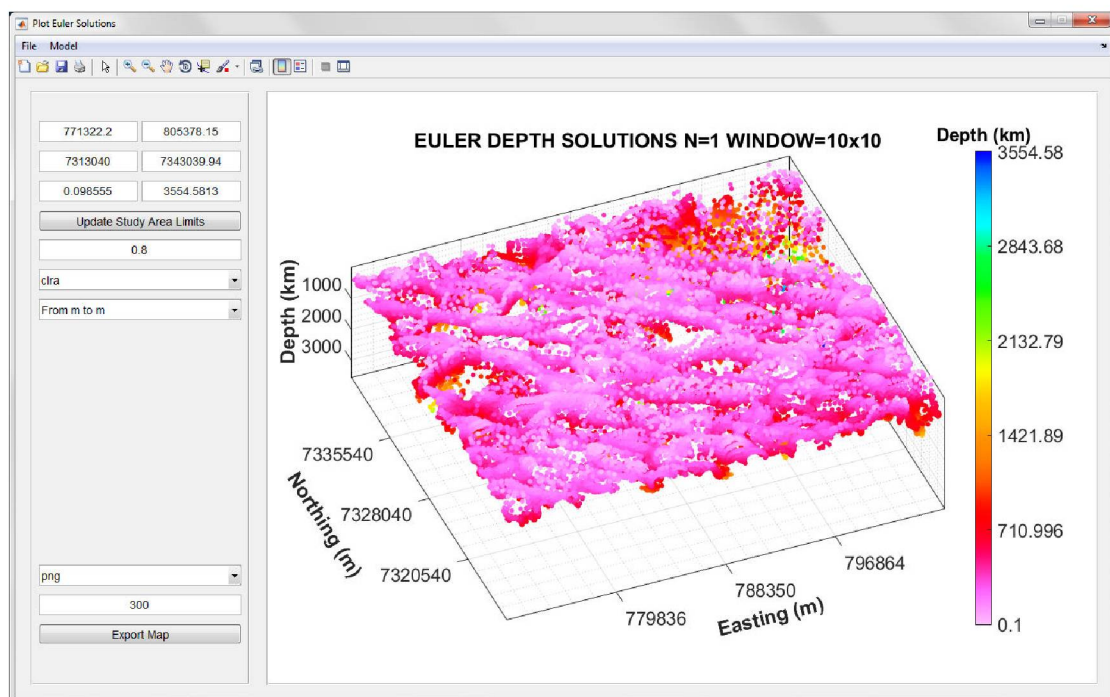 Plot Euler Solutions
File Model
771322.2 805378.15
7313040 7343039.94
0.098555 3554.5813
Update Study Area Limits
0.8
clra
From m to m
png
300
Export Map
EULER DEPTH SOLUTIONS N=1 WINDOW=10x10
Depth (km)
1000
2000
3000
Depth (km)
7335540
7328040
7320540
Northing (m)
779836
788350
796864
Easting (m)
3554.58
2843.68
2132.79
1421.89
710.996
0.1